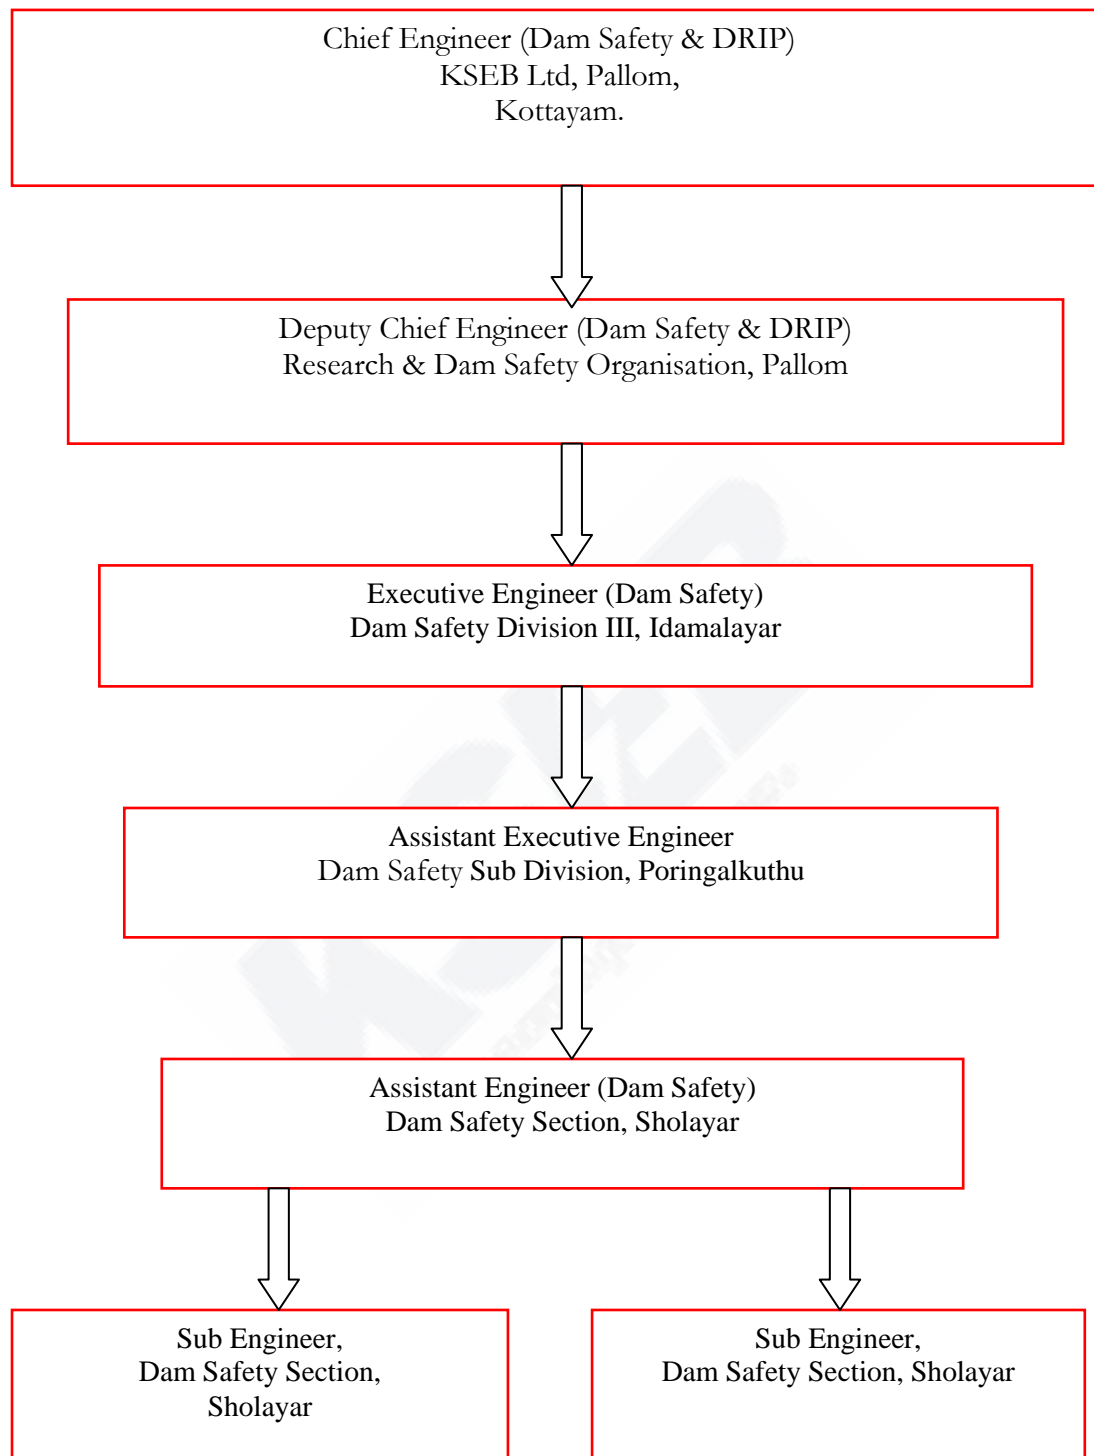 Chief Engineer (Dam Safety & DRIP)
KSEB Ltd, Pallom,
Kottayam.
Deputy Chief Engineer (Dam Safety & DRIP)
Research & Dam Safety Organisation, Pallom
Executive Engineer (Dam Safety)
Dam Safety Division III, Idamalayar
Assistant Executive Engineer
Dam Safety Sub Division, Poringalkuthu
Assistant Engineer (Dam Safety)
Dam Safety Section, Sholayar
Sub Engineer,
Dam Safety Section,
Sholayar
Sub Engineer,
Dam Safety Section, Sholayar
KSEB